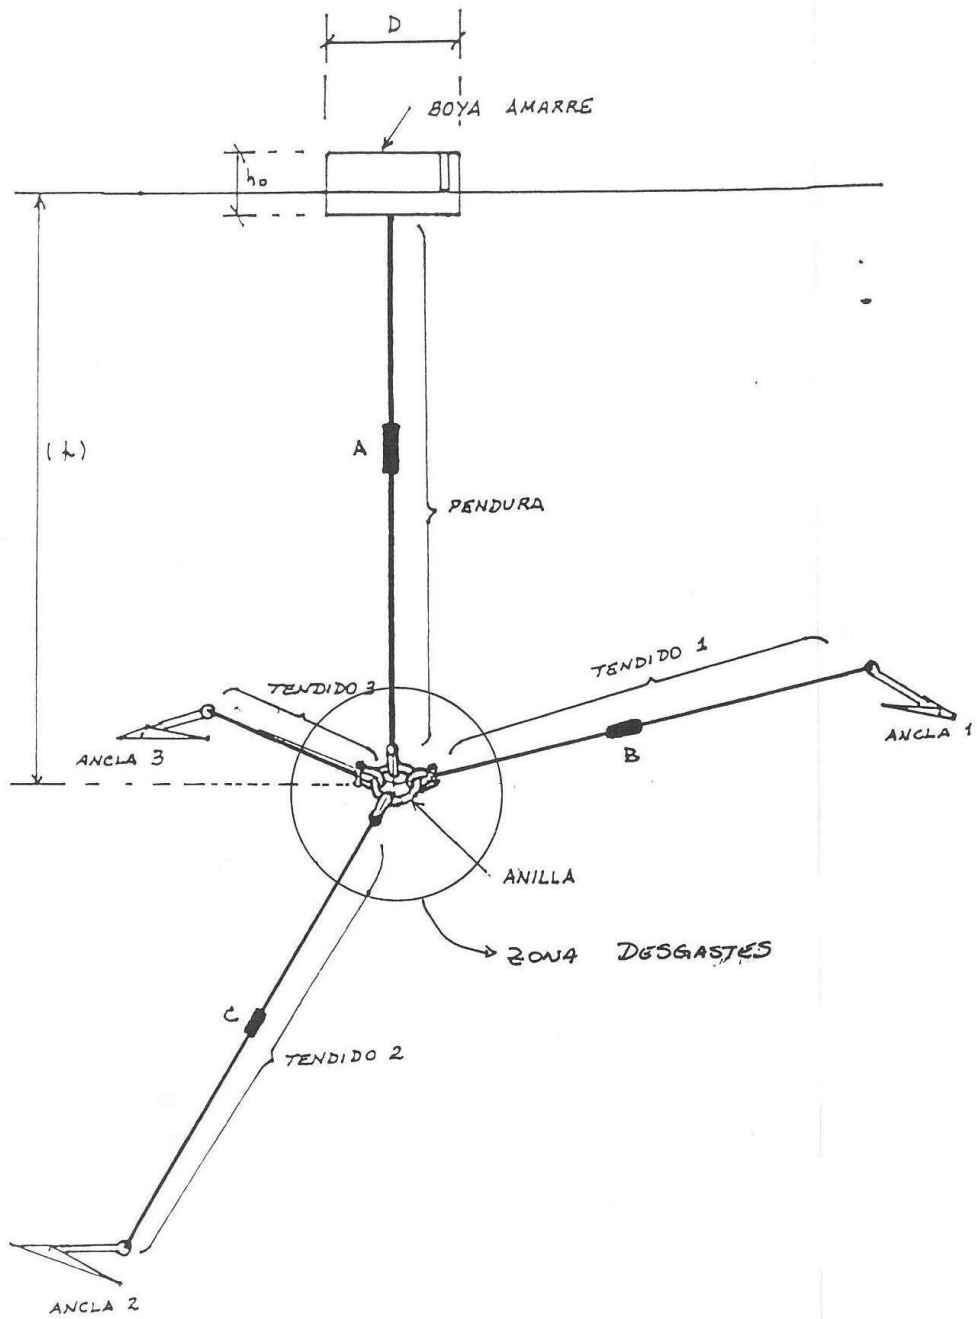 D
BOYA AMARRE
h₀
(h)
A
PENDURA
TENDIDO 1
TENDIDO 3
ANCLA 3
B
ANCLA 1
ANILLA
ZONA DESGASTES
C
TENDIDO 2
ANCLA 2